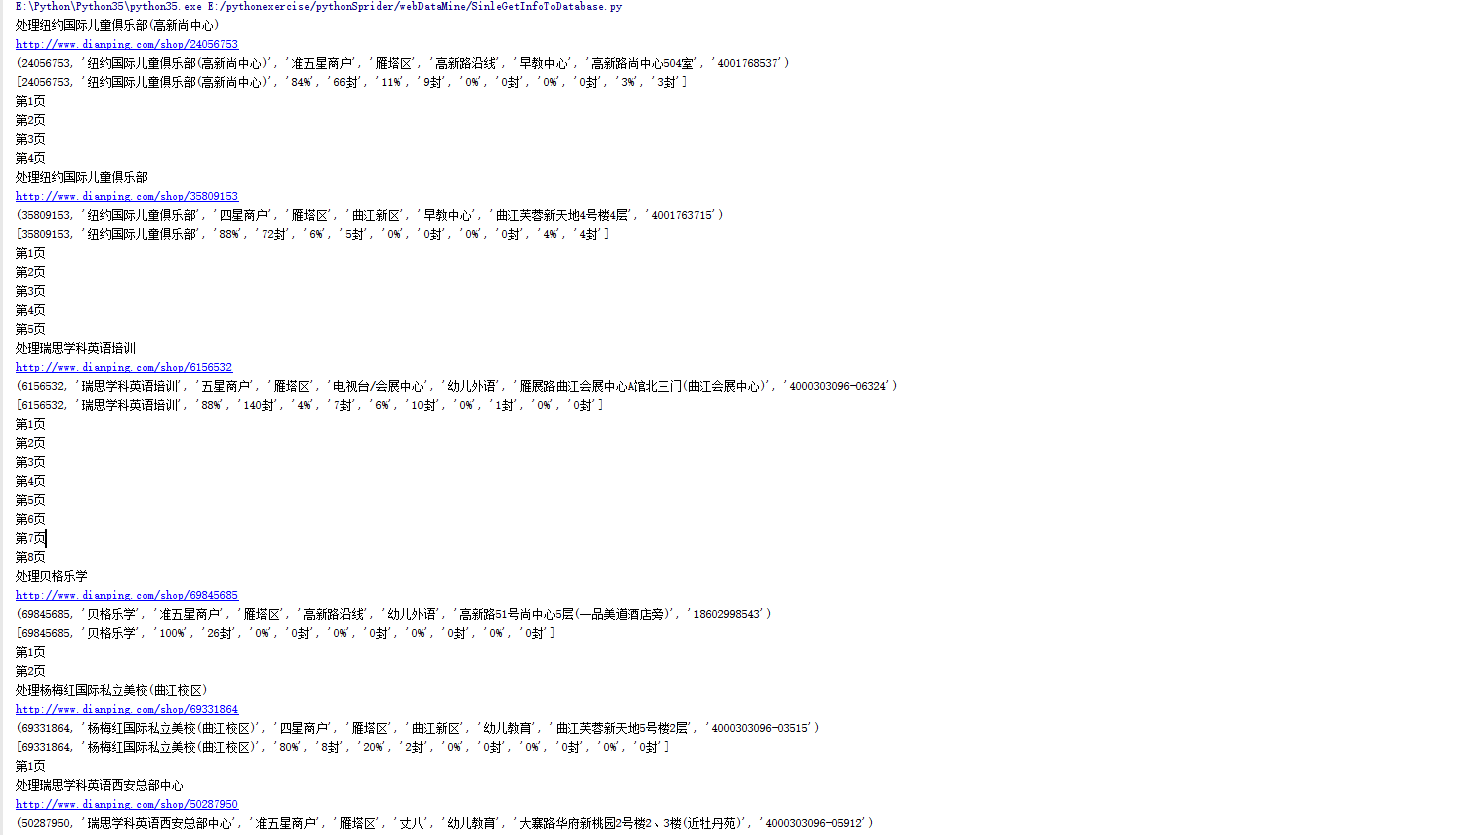 E:\Python\Python35\python35.exe E:/pythonexercise/pythonSprider/webDataMine/SinleGetInfoToDatabase.py
处理纽约国际儿童俱乐部(高新尚中心)
http://www.dianping.com/shop/24056753
(24056753, '纽约国际儿童俱乐部(高新尚中心)', '准五星商户', '雁塔区', '高新路沿线', '早教中心', '高新路尚中心504室', '4001768537')
[24056753, '纽约国际儿童俱乐部(高新尚中心)', '84%', '66封', '11%', '9封', '0%', '0封', '0%', '0封', '3%', '3封']
第1页
第2页
第3页
第4页
处理纽约国际儿童俱乐部
http://www.dianping.com/shop/35809153
(35809153, '纽约国际儿童俱乐部', '四星商户', '雁塔区', '曲江新区', '早教中心', '曲江芙蓉新天地4号楼4层', '4001763715')
[35809153, '纽约国际儿童俱乐部', '88%', '72封', '6%', '5封', '0%', '0封', '0%', '0封', '4%', '4封']
第1页
第2页
第3页
第4页
第5页
处理瑞思学科英语培训
http://www.dianping.com/shop/6156532
(6156532, '瑞思学科英语培训', '五星商户', '雁塔区', '电视台/会展中心', '幼儿外语', '雁展路曲江会展中心A馆北三门(曲江会展中心)', '4000303096-06324')
[6156532, '瑞思学科英语培训', '88%', '140封', '4%', '7封', '6%', '10封', '0%', '1封', '0%', '0封']
第1页
第2页
第3页
第4页
第5页
第6页
第7页
第8页
处理贝格乐学
http://www.dianping.com/shop/69845685
(69845685, '贝格乐学', '准五星商户', '雁塔区', '高新路沿线', '幼儿外语', '高新路51号尚中心5层(一品美道酒店旁)', '18602998543')
[69845685, '贝格乐学', '100%', '26封', '0%', '0封', '0%', '0封', '0%', '0封', '0%', '0封']
第1页
第2页
处理杨梅红国际私立美校(曲江校区)
http://www.dianping.com/shop/69331864
(69331864, '杨梅红国际私立美校(曲江校区)', '四星商户', '雁塔区', '曲江新区', '幼儿教育', '曲江芙蓉新天地5号楼2层', '4000303096-03515')
[69331864, '杨梅红国际私立美校(曲江校区)', '80%', '8封', '20%', '2封', '0%', '0封', '0%', '0封', '0%', '0封']
第1页
处理瑞思学科英语西安总部中心
http://www.dianping.com/shop/50287950
(50287950, '瑞思学科英语西安总部中心', '准五星商户', '雁塔区', '丈八', '幼儿教育', '大寨路华府新桃园2号楼2、3楼(近牡丹苑)', '4000303096-05912')